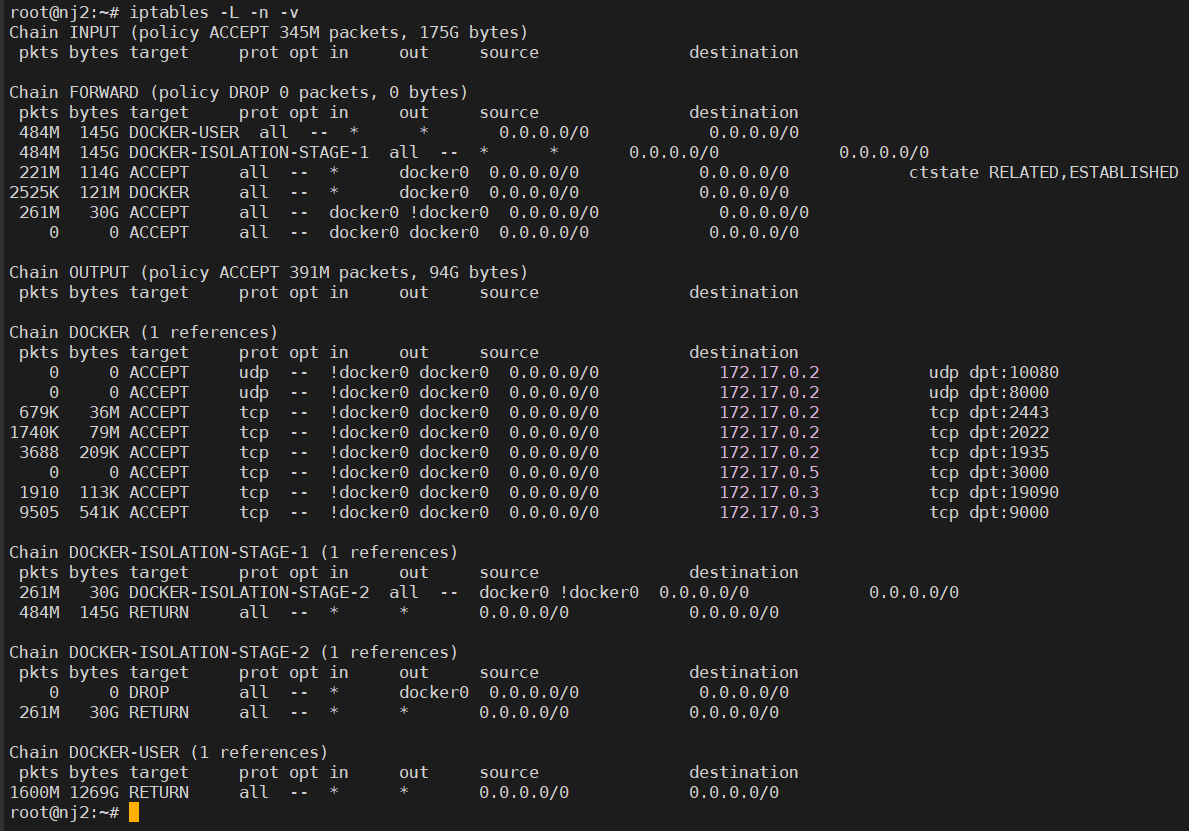 root@nj2:~# iptables -L -n -v
Chain INPUT (policy ACCEPT 345M packets, 175G bytes)
 pkts bytes target     prot opt in     out     source               destination

Chain FORWARD (policy DROP 0 packets, 0 bytes)
 pkts bytes target     prot opt in     out     source               destination
 484M  145G DOCKER-USER  all  --  *      *       0.0.0.0/0            0.0.0.0/0
 484M  145G DOCKER-ISOLATION-STAGE-1  all  --  *      *       0.0.0.0/0            0.0.0.0/0
 221M  114G ACCEPT     all  --  *      docker0  0.0.0.0/0            0.0.0.0/0            ctstate RELATED,ESTABLISHED
2525K  121M DOCKER     all  --  *      docker0  0.0.0.0/0            0.0.0.0/0
 261M   30G ACCEPT     all  --  docker0 !docker0  0.0.0.0/0            0.0.0.0/0
    0     0 ACCEPT     all  --  docker0 docker0  0.0.0.0/0            0.0.0.0/0

Chain OUTPUT (policy ACCEPT 391M packets, 94G bytes)
 pkts bytes target     prot opt in     out     source               destination

Chain DOCKER (1 references)
 pkts bytes target     prot opt in     out     source               destination
    0     0 ACCEPT     udp  --  !docker0 docker0  0.0.0.0/0            172.17.0.2           udp dpt:10080
    0     0 ACCEPT     udp  --  !docker0 docker0  0.0.0.0/0            172.17.0.2           udp dpt:8000
 679K   36M ACCEPT     tcp  --  !docker0 docker0  0.0.0.0/0            172.17.0.2           tcp dpt:2443
1740K   79M ACCEPT     tcp  --  !docker0 docker0  0.0.0.0/0            172.17.0.2           tcp dpt:2022
 3688  209K ACCEPT     tcp  --  !docker0 docker0  0.0.0.0/0            172.17.0.2           tcp dpt:1935
    0     0 ACCEPT     tcp  --  !docker0 docker0  0.0.0.0/0            172.17.0.5           tcp dpt:3000
 1910  113K ACCEPT     tcp  --  !docker0 docker0  0.0.0.0/0            172.17.0.3           tcp dpt:19090
 9505  541K ACCEPT     tcp  --  !docker0 docker0  0.0.0.0/0            172.17.0.3           tcp dpt:9000

Chain DOCKER-ISOLATION-STAGE-1 (1 references)
 pkts bytes target     prot opt in     out     source               destination
 261M   30G DOCKER-ISOLATION-STAGE-2  all  --  docker0 !docker0  0.0.0.0/0            0.0.0.0/0
 484M  145G RETURN     all  --  *      *       0.0.0.0/0            0.0.0.0/0

Chain DOCKER-ISOLATION-STAGE-2 (1 references)
 pkts bytes target     prot opt in     out     source               destination
    0     0 DROP       all  --  *      docker0  0.0.0.0/0            0.0.0.0/0
 261M   30G RETURN     all  --  *      *       0.0.0.0/0            0.0.0.0/0

Chain DOCKER-USER (1 references)
 pkts bytes target     prot opt in     out     source               destination
1600M 1269G RETURN     all  --  *      *       0.0.0.0/0            0.0.0.0/0
root@nj2:~#